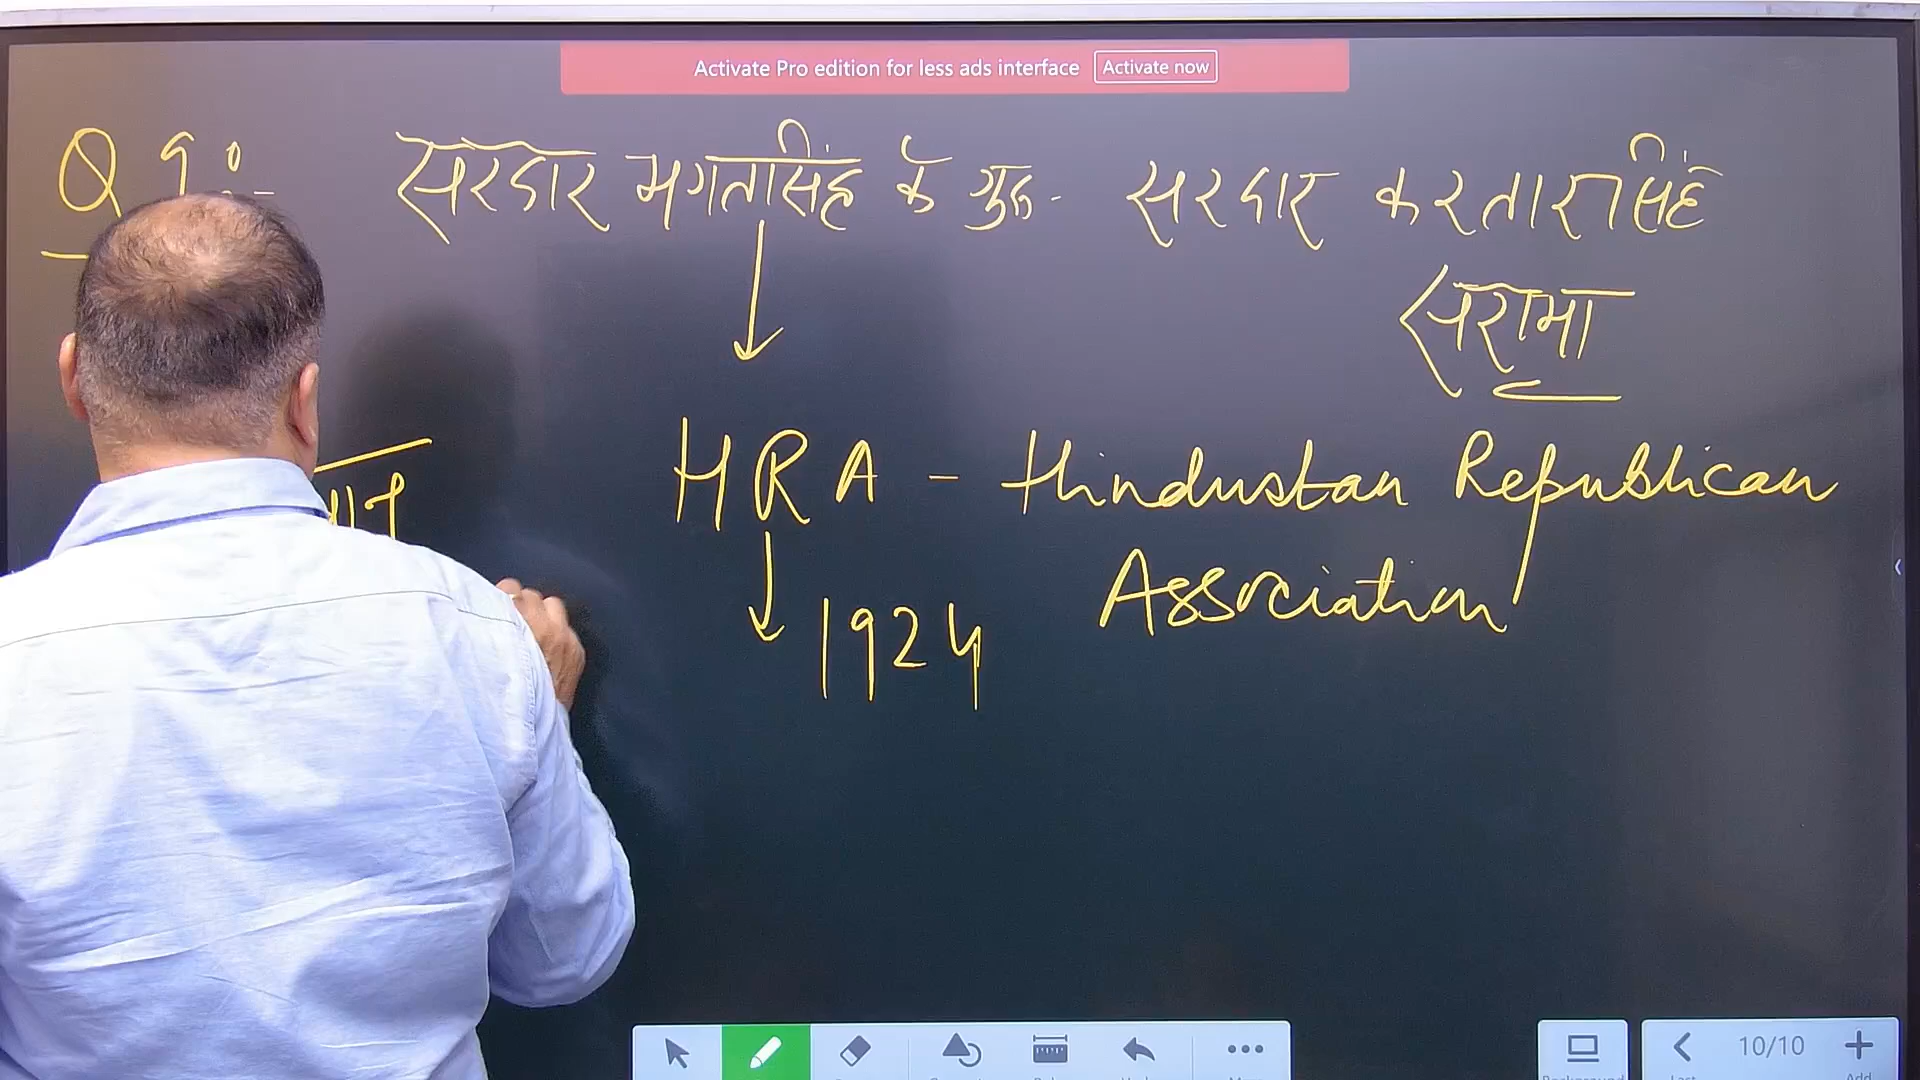 Activate Pro edition for less ads interface Activate now
Q 9:- सरदार भगतसिंह के गुरु - सरदार करतारसिंह
सराभा
HRA - Hindustan Republican
Association
1924
10/10